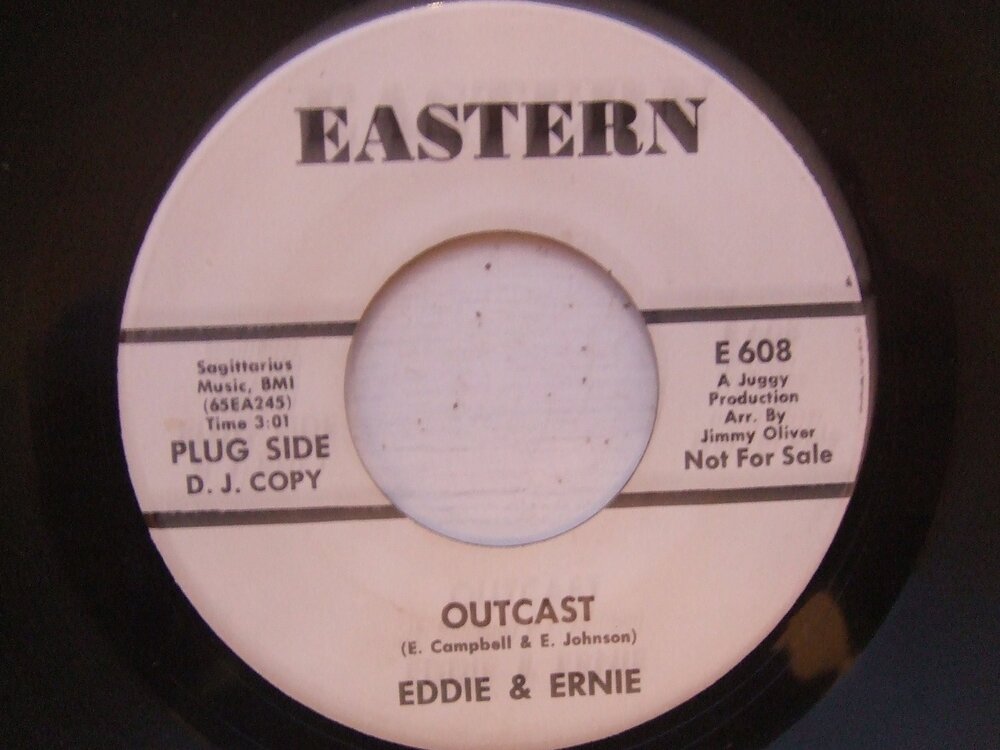 EASTERN
Sagittarius
Music, BMI
(65EA245)
Time 3:01
PLUG SIDE
D. J. COPY
E 608
A Juggy
Production
Arr. By
Jimmy Oliver
Not For Sale
OUTCAST
(E. Campbell & E. Johnson)
EDDIE & ERNIE